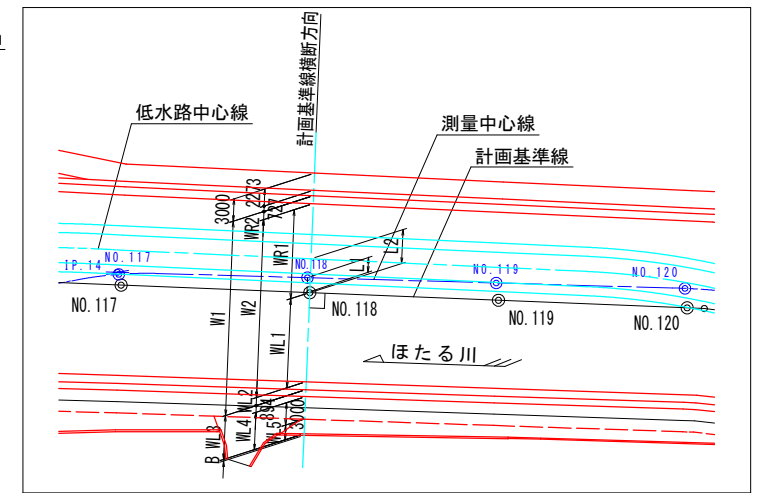 計画基準線横断方向
低水路中心線
測量中心線
計画基準線
3000
2273
727
WR2
WR1
L2
L1
IP.14
NO.117
NO.118
NO.119
NO.120
NO.117
NO.118
NO.119
NO.120
W1
W2
WL1
ほたる川
WL2
894
3000
WL3
WL4
WL5
B